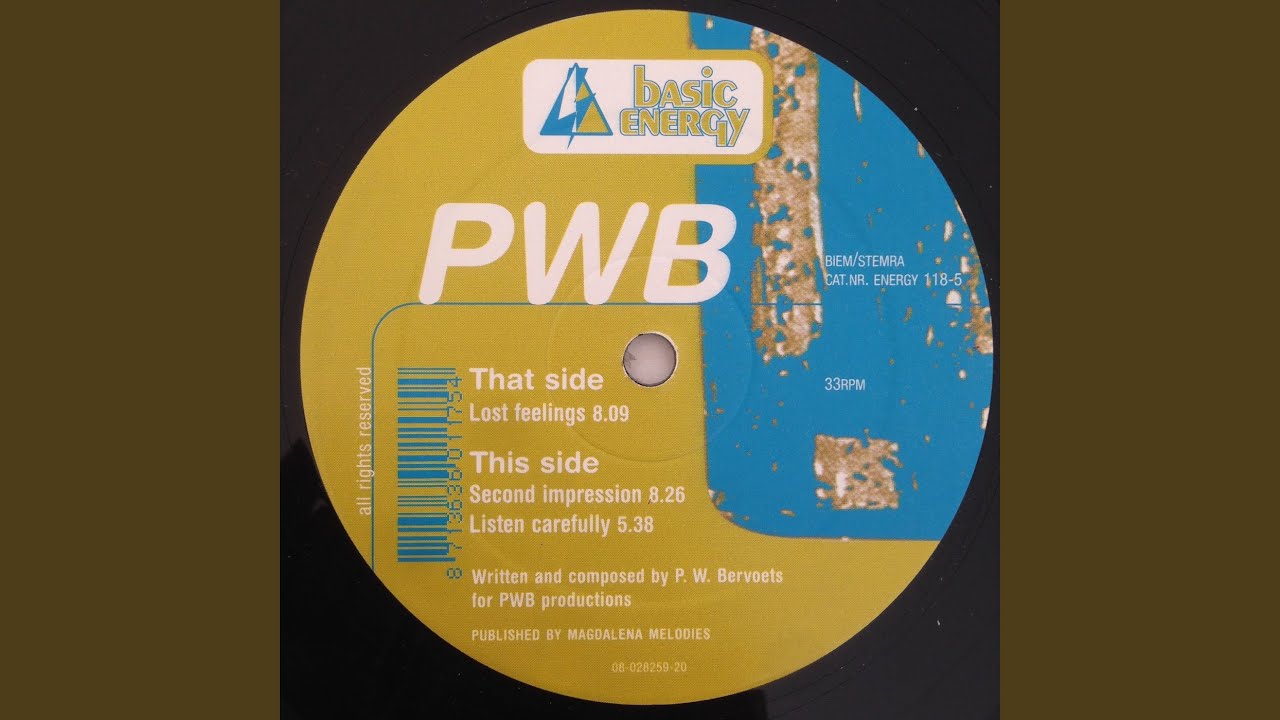 basic
ENERGY
PWB
BIEM/STEMRA
CAT.NR. ENERGY 118-5
33RPM
all rights reserved
8 713636 011754
That side
Lost feelings 8.09
This side
Second impression 8.26
Listen carefully 5.38
Written and composed by P. W. Bervoets
for PWB productions
PUBLISHED BY MAGDALENA MELODIES
08-028259-20